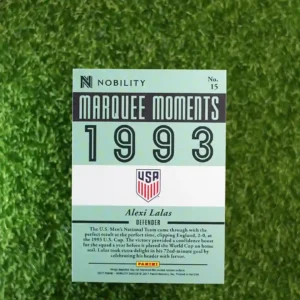 NOBILITY
No.
15
MARQUEE MOMENTS
1993
USA
Alexi Lalas
DEFENDER
The U.S. Men's National Team came through with the
perfect result at the perfect time, clipping England, 2-0, at
the 1993 U.S. Cup. The victory provided a confidence boost
for the squad a year before it placed the World Cup on home
soil. Lalas took extra delight in his 72nd-minute goal by
celebrating his header with fervor.
PANINI